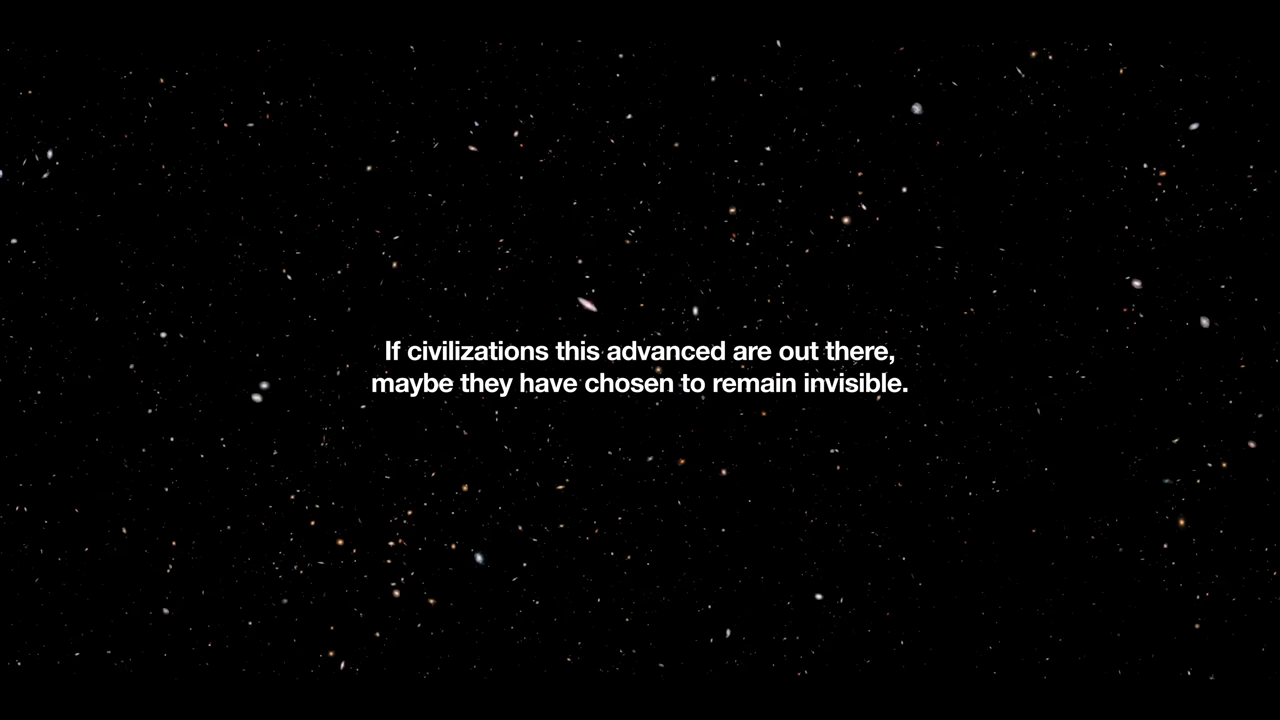 If civilizations this advanced are out there,
maybe they have chosen to remain invisible.